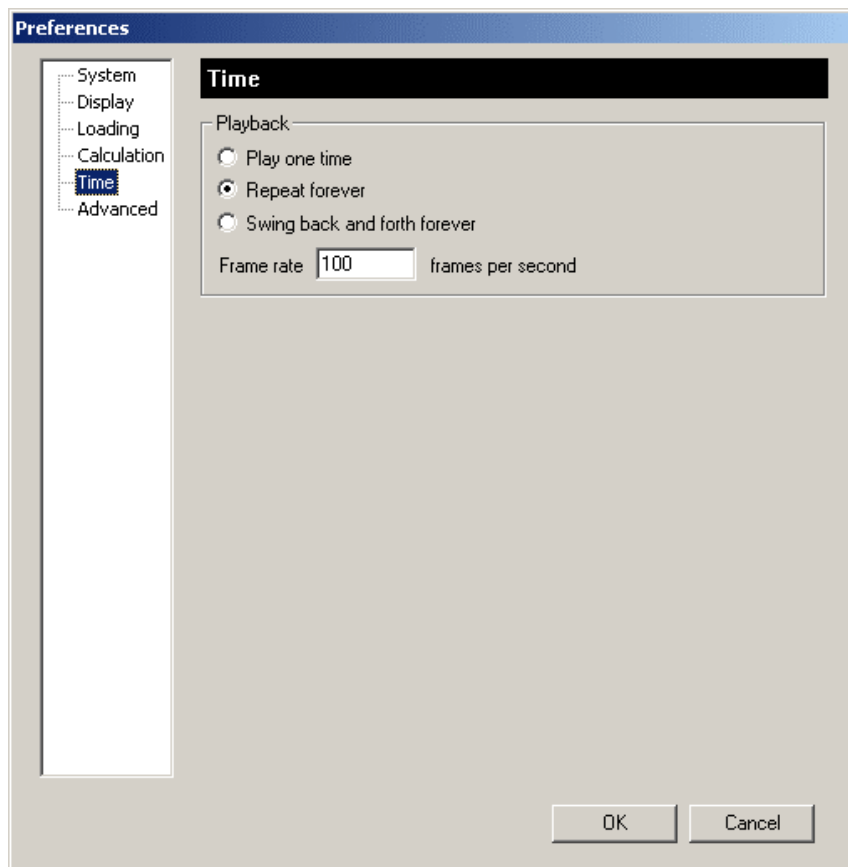 Preferences
System
Display
Loading
Calculation
Time
Advanced
Time
Playback
Play one time
Repeat forever
Swing back and forth forever
Frame rate 100 frames per second
OK Cancel